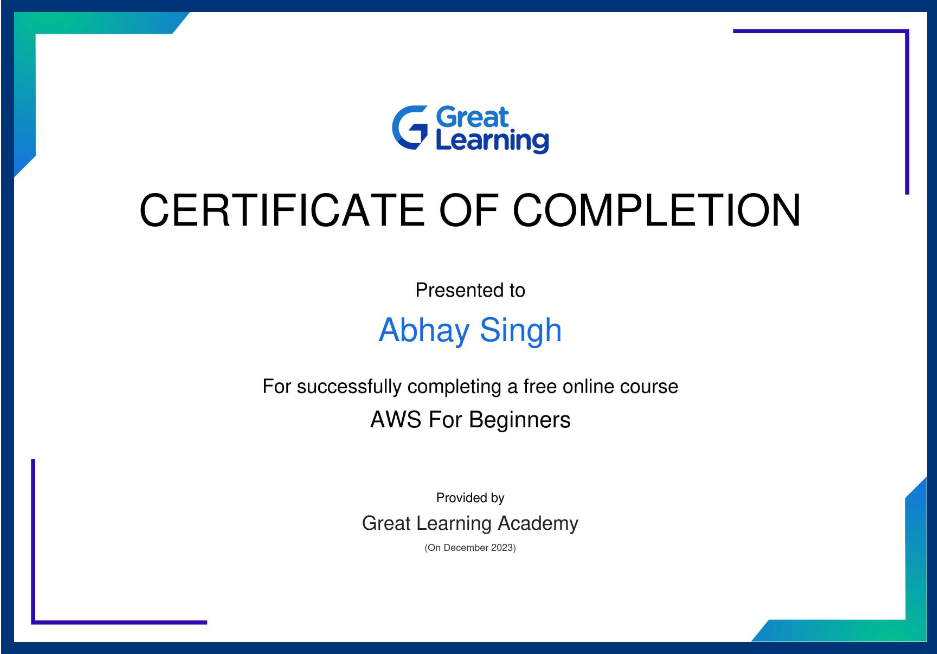 Great
Learning
CERTIFICATE OF COMPLETION
Presented to
Abhay Singh
For successfully completing a free online course
AWS For Beginners
Provided by
Great Learning Academy
(On December 2023)